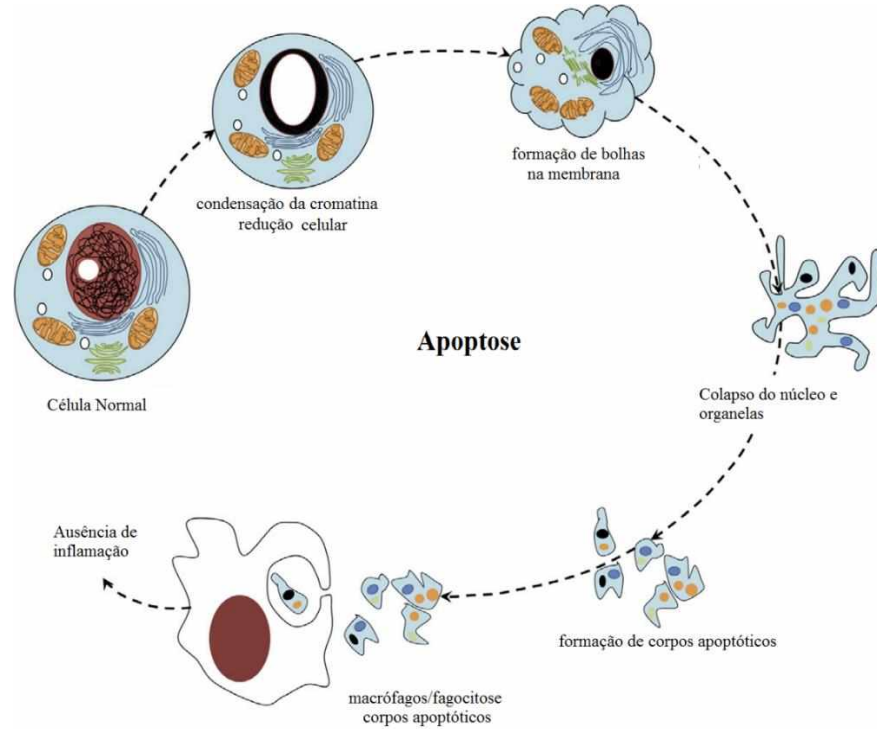 condensação da cromatina
redução celular
formação de bolhas
na membrana
Célula Normal
Apoptose
Colapso do núcleo e
organelas
Ausência de
inflamação
formação de corpos apoptóticos
macrófagos/fagocitose
corpos apoptóticos